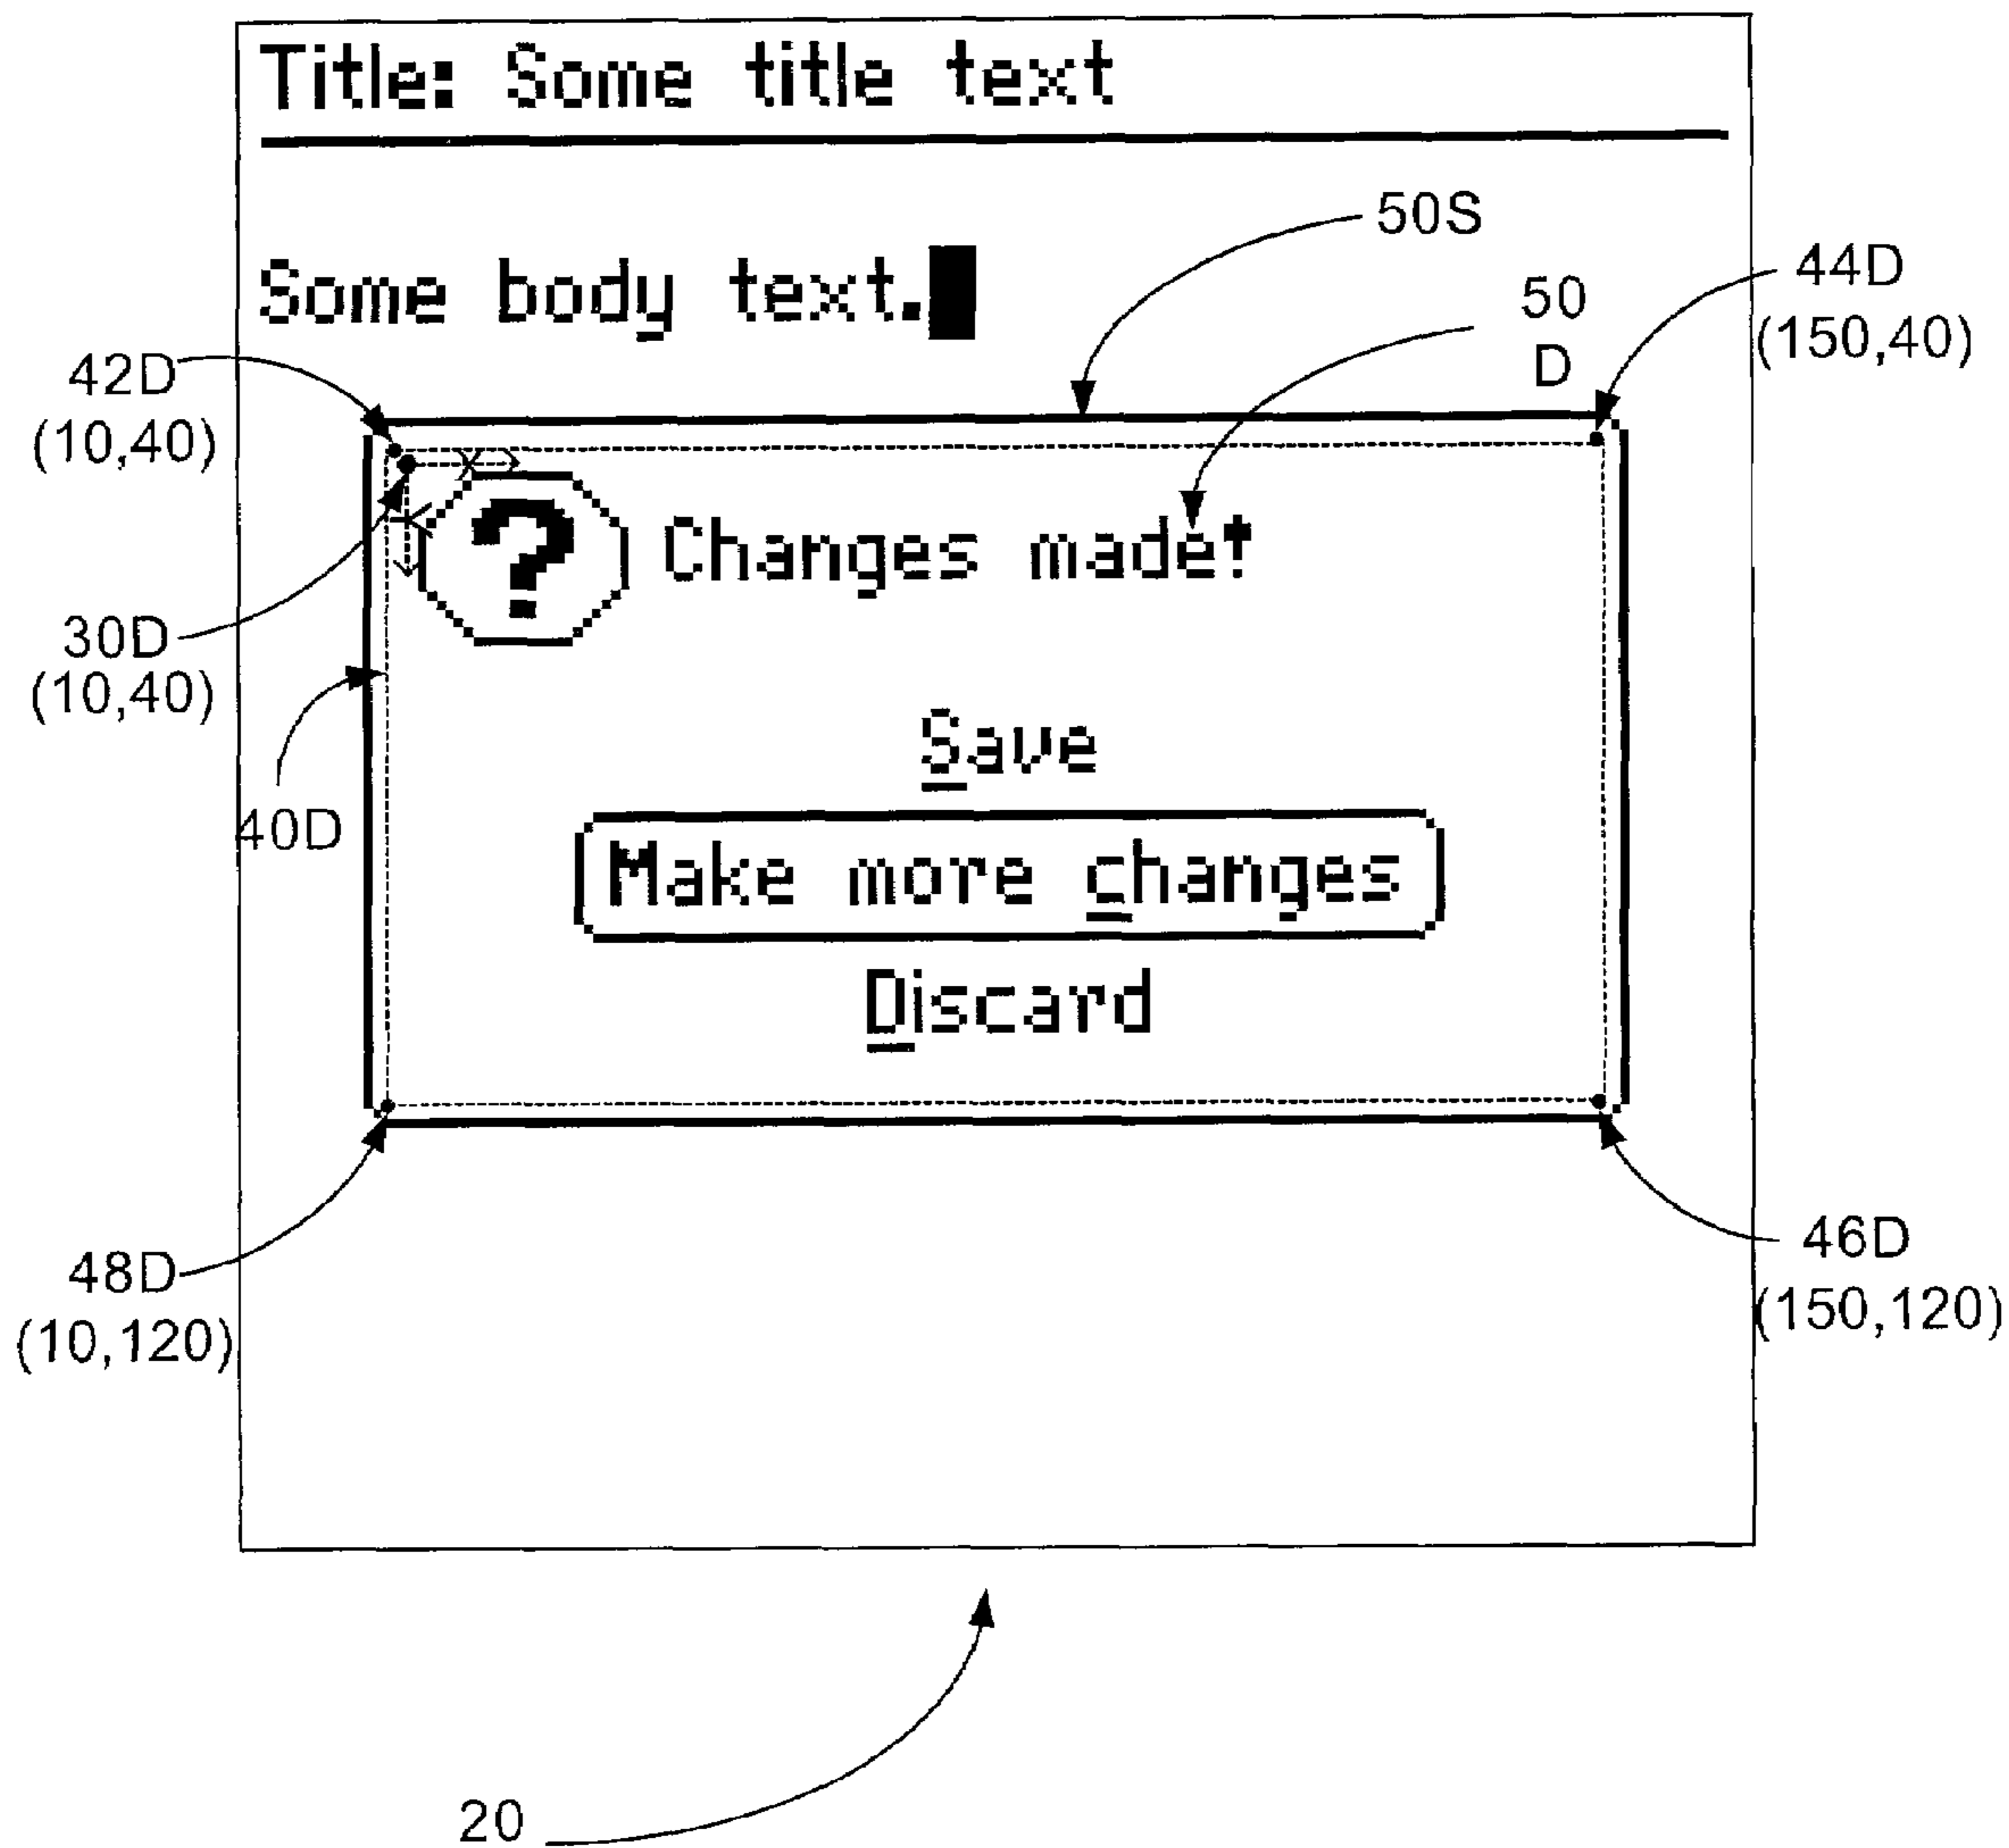 Title: Some title text
50S
44D
(150,40)
Some body text.
50
D
42D
(10,40)
? Changes made!
30D
(10,40)
Save
40D
Make more changes
Discard
48D
(10,120)
46D
(150,120)
20